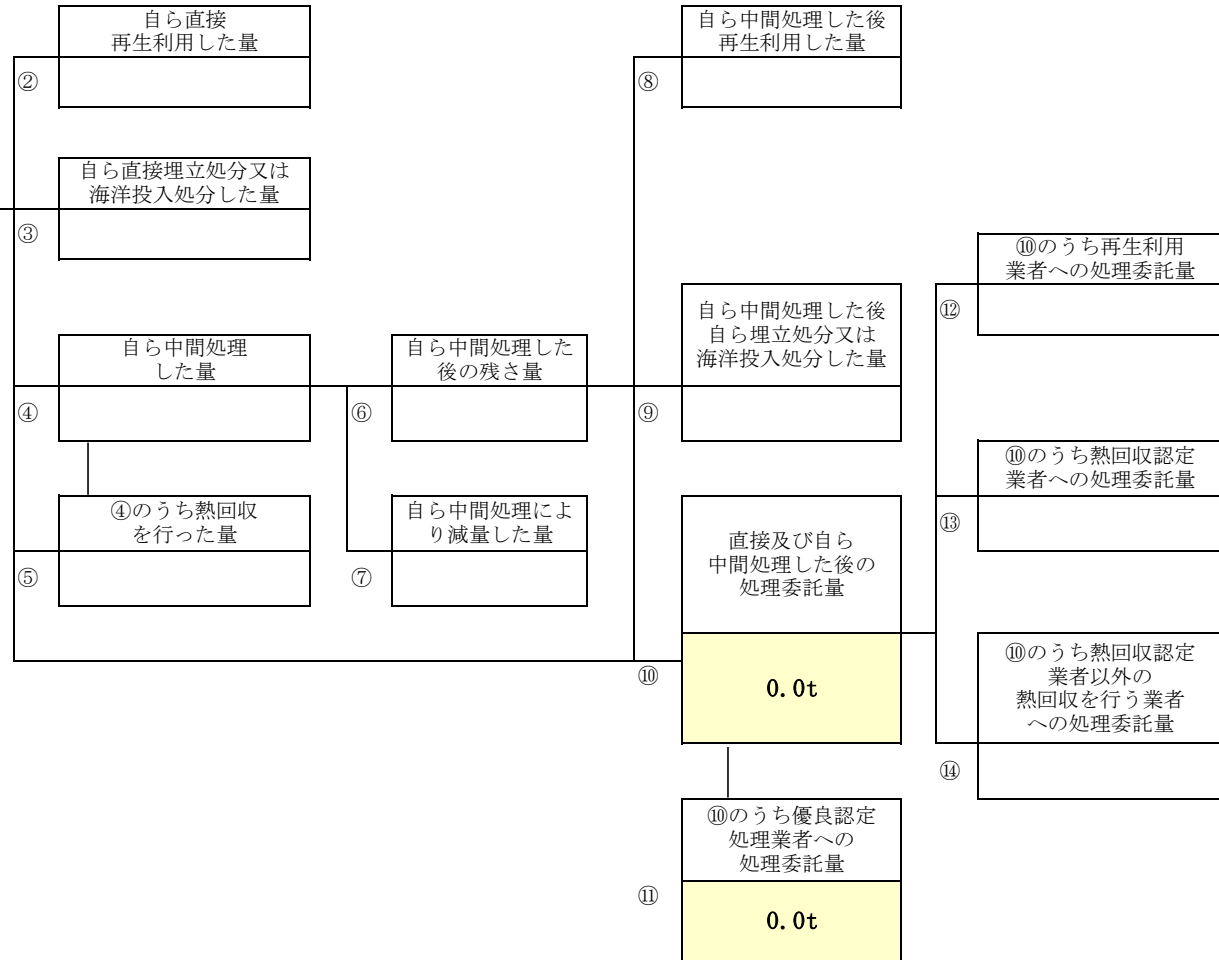 自ら直接
再生利用した量
②
自ら直接埋立処分又は
海洋投入処分した量
③
自ら中間処理
した量
④
④のうち熱回収
を行った量
⑤
自ら中間処理した
後の残さ量
⑥
自ら中間処理によ
り減量した量
⑦
自ら中間処理した後
再生利用した量
⑧
自ら中間処理した後
自ら埋立処分又は
海洋投入処分した量
⑨
直接及び自ら
中間処理した後の
処理委託量
⑩
0.0t
⑩のうち優良認定
処理業者への
処理委託量
⑪
0.0t
⑩のうち再生利用
業者への処理委託量
⑫
⑩のうち熱回収認定
業者への処理委託量
⑬
⑩のうち熱回収認定
業者以外の
熱回収を行う業者
への処理委託量
⑭